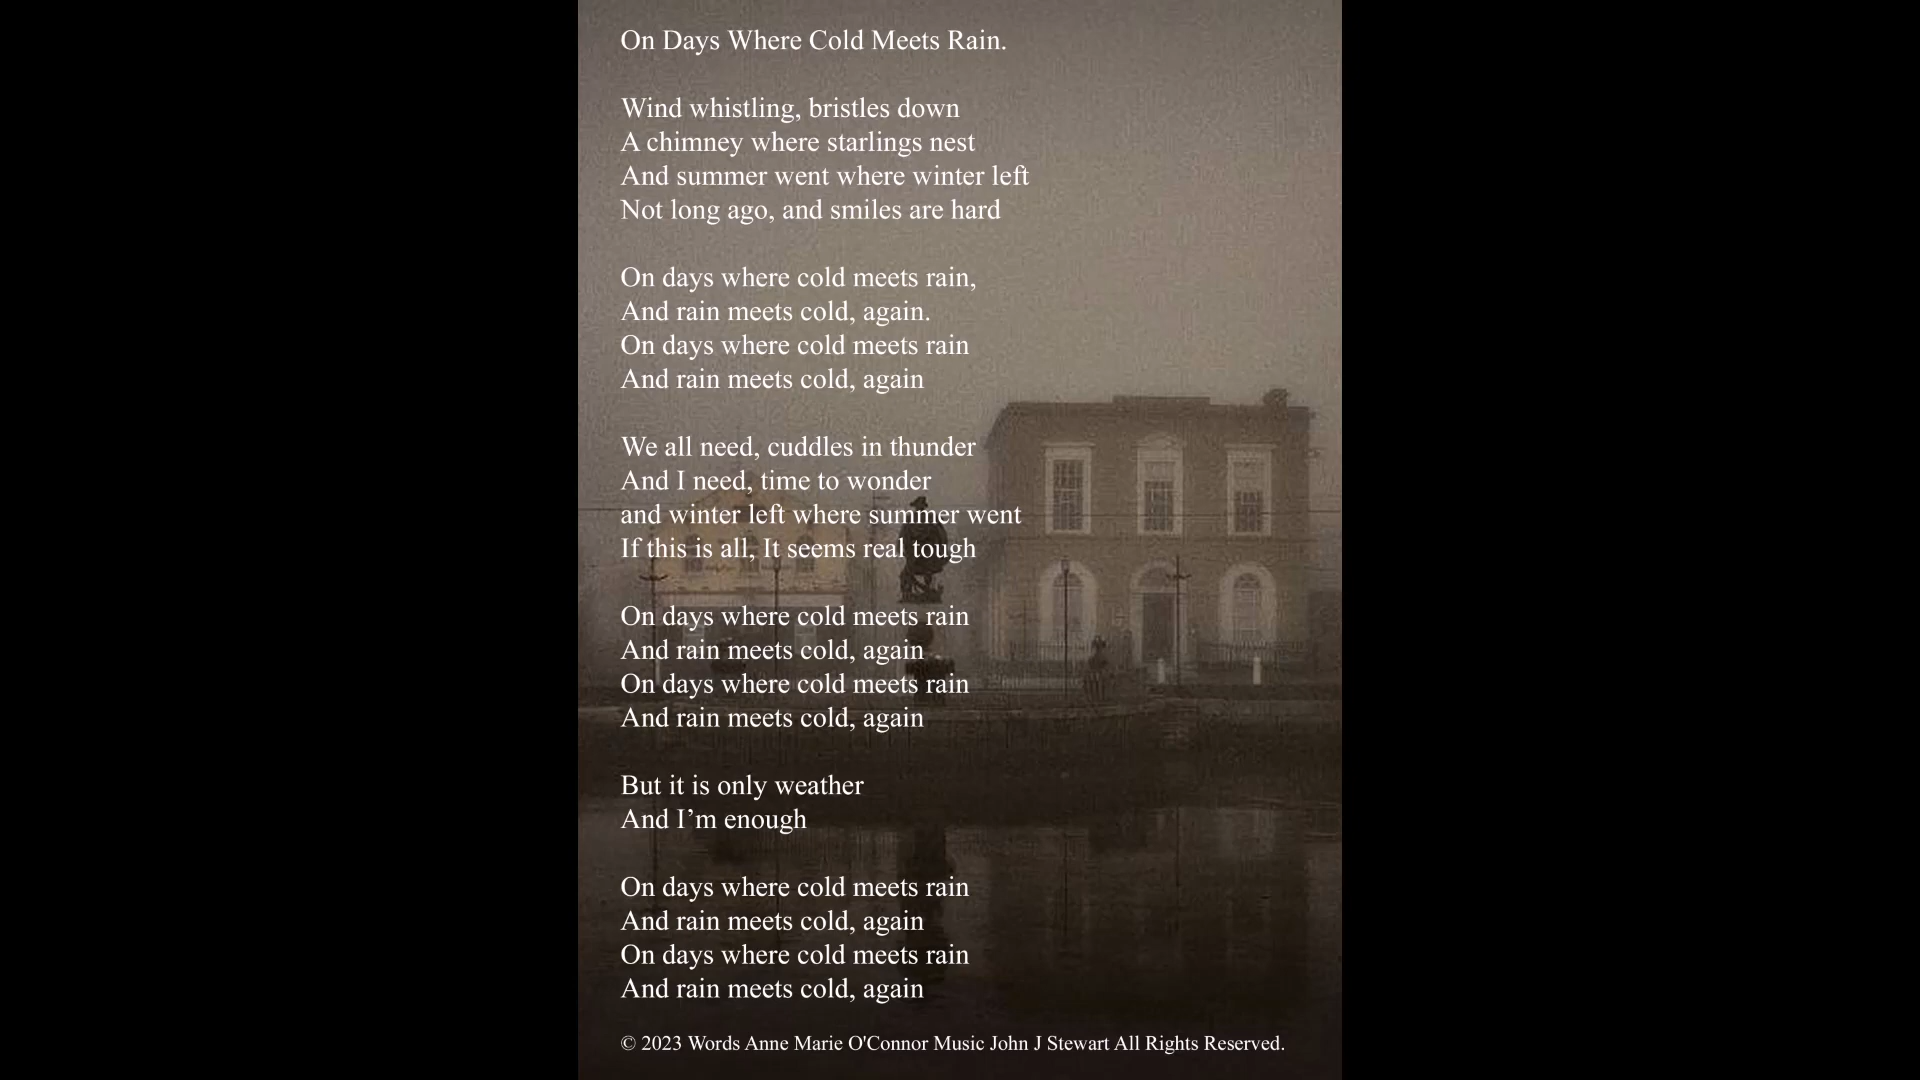 On Days Where Cold Meets Rain.
Wind whistling, bristles down
A chimney where starlings nest
And summer went where winter left
Not long ago, and smiles are hard
On days where cold meets rain,
And rain meets cold, again.
On days where cold meets rain
And rain meets cold, again
We all need, cuddles in thunder
And I need, time to wonder
and winter left where summer went
If this is all, It seems real tough
On days where cold meets rain
And rain meets cold, again
On days where cold meets rain
And rain meets cold, again
But it is only weather
And I’m enough
On days where cold meets rain
And rain meets cold, again
On days where cold meets rain
And rain meets cold, again
© 2023 Words Anne Marie O'Connor Music John J Stewart All Rights Reserved.